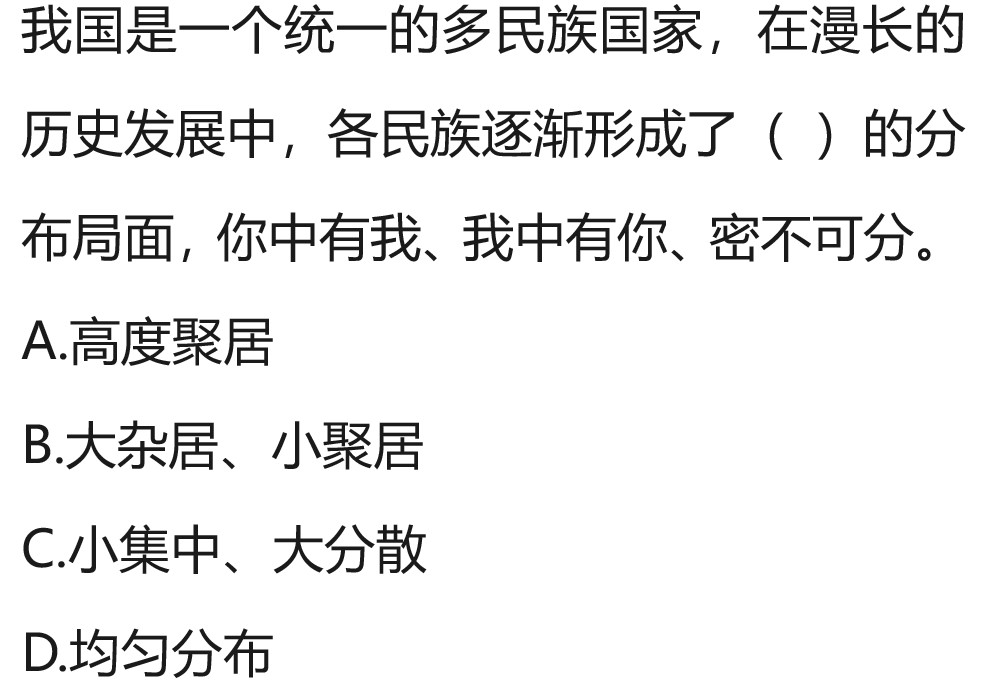 我国是一个统一的多民族国家，在漫长的
历史发展中，各民族逐渐形成了（ ）的分
布局面，你中有我、我中有你、密不可分。
A.高度聚居
B.大杂居、小聚居
C.小集中、大分散
D.均匀分布